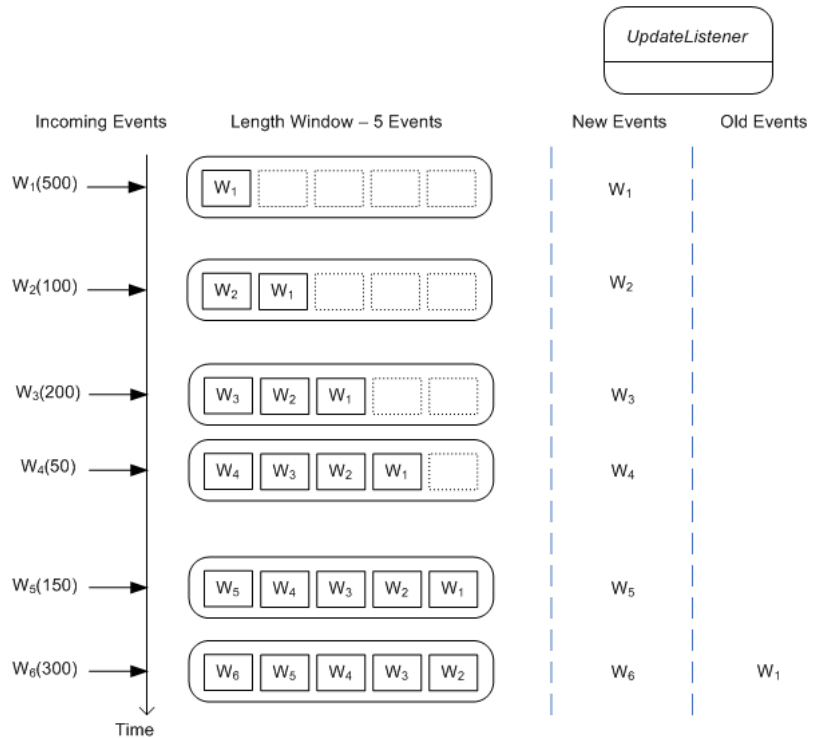 UpdateListener
Incoming Events Length Window – 5 Events New Events Old Events
W₁(500) W₁ W₁
W₂(100) W₂ W₁ W₂
W₃(200) W₃ W₂ W₁ W₃
W₄(50) W₄ W₃ W₂ W₁ W₄
W₅(150) W₅ W₄ W₃ W₂ W₁ W₅
W₆(300) W₆ W₅ W₄ W₃ W₂ W₆ W₁
Time